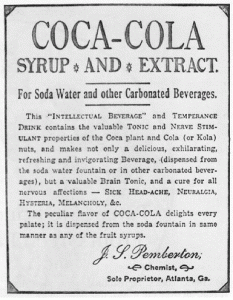 COCA-COLA
SYRUP * AND * EXTRACT.
For Soda Water and other Carbonated Beverages.
This "INTELLECTUAL BEVERAGE" and TEMPERANCE
DRINK contains the valuable TONIC and NERVE STIM-
ULANT properties of the Coca plant and Cola (or Kola)
nuts, and makes not only a delicious, exhilarating,
refreshing and invigorating Beverage, (dispensed from
the soda water fountain or in other carbonated bever-
ages), but a valuable Brain Tonic, and a cure for all
nervous affections — SICK HEAD-ACHE, NEURALGIA,
HYSTERIA, MELANCHOLY, &c.
The peculiar flavor of COCA-COLA delights every
palate; it is dispensed from the soda fountain in same
manner as any of the fruit syrups.
J. S. Pemberton;
Chemist,
Sole Proprietor, Atlanta, Ga.